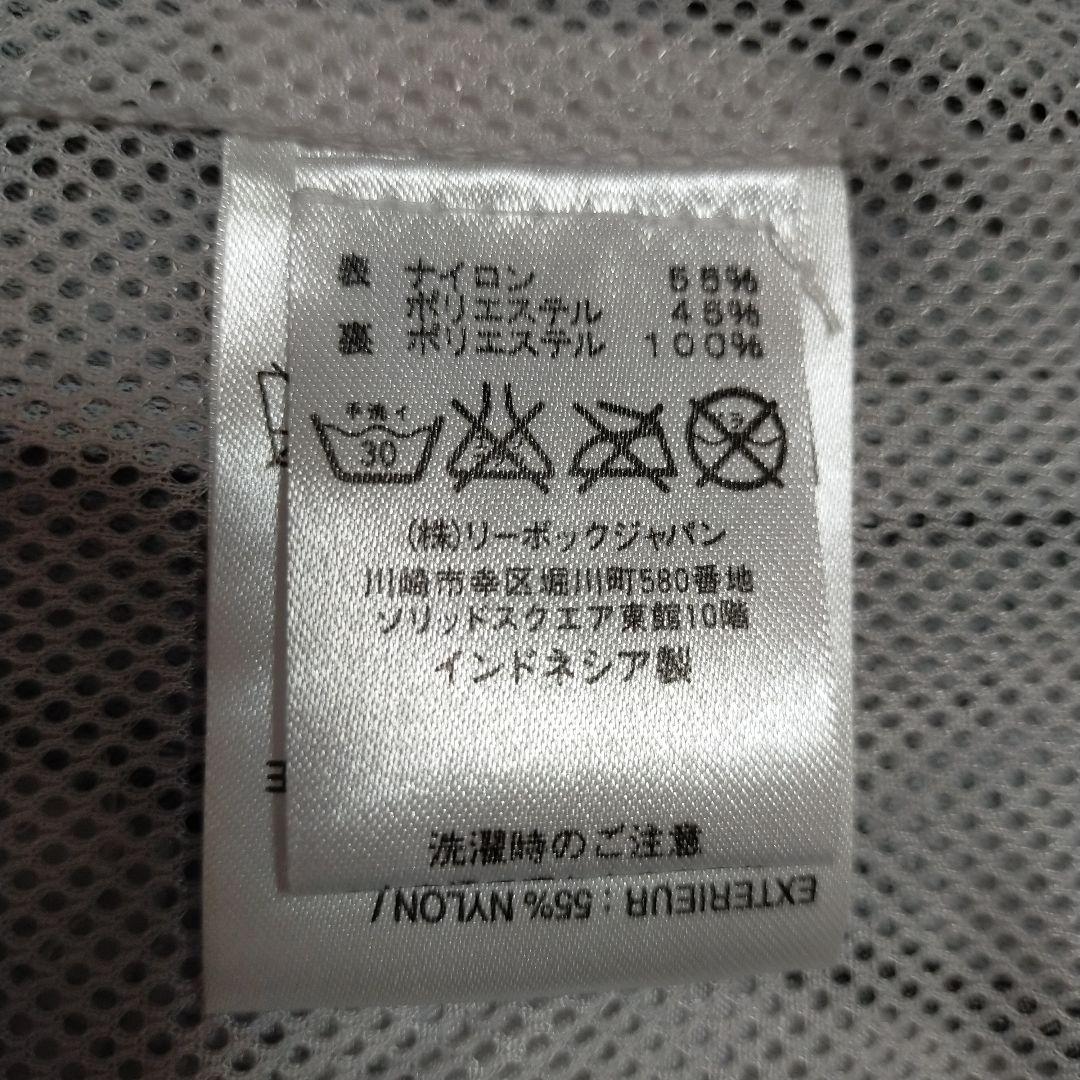 表 ナイロン 55%
ポリエステル 45%
裏 ポリエステル 100%
手洗イ
30
(株)リーボックジャパン
川崎市幸区堀川町580番地
ソリッドスクエア東館10階
インドネシア製
洗濯時のご注意
EXTERIEUR : 55% NYLON /